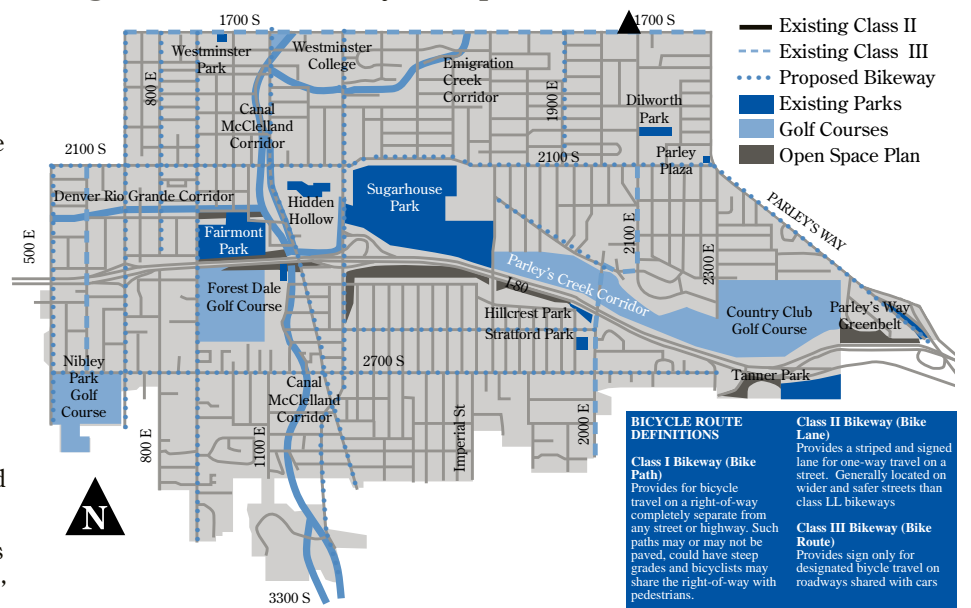 1700 S
1700 S
Existing Class II
Existing Class III
Proposed Bikeway
Existing Parks
Golf Courses
Open Space Plan
Westminster
Park
Westminster
College
Emigration
Creek
Corridor
800 E
1900 E
Dilworth
Park
Canal
McClelland
Corridor
2100 S
2100 S
Parley
Plaza
PARLEY'S WAY
Denver Rio Grande Corridor
Hidden
Hollow
Sugarhouse
Park
Fairmont
Park
500 E
2100 E
2300 E
Parley's Creek Corridor
I-80
Forest Dale
Golf Course
Hillcrest Park
Stratford Park
Country Club
Golf Course
Parley's Way
Greenbelt
2700 S
Nibley
Park
Golf
Course
Tanner Park
Canal
McClelland
Corridor
800 E
1100 E
Imperial St
2000 E
N
3300 S
BICYCLE ROUTE
DEFINITIONS
Class I Bikeway (Bike
Path)
Provides for bicycle
travel on a right-of-way
completely separate from
any street or highway. Such
paths may or may not be
paved, could have steep
grades and bicyclists may
share the right-of-way with
pedestrians.
Class II Bikeway (Bike
Lane)
Provides a striped and signed
lane for one-way travel on a
street. Generally located on
wider and safer streets than
class LL bikeways
Class III Bikeway (Bike
Route)
Provides sign only for
designated bicyle travel on
roadways shared with cars